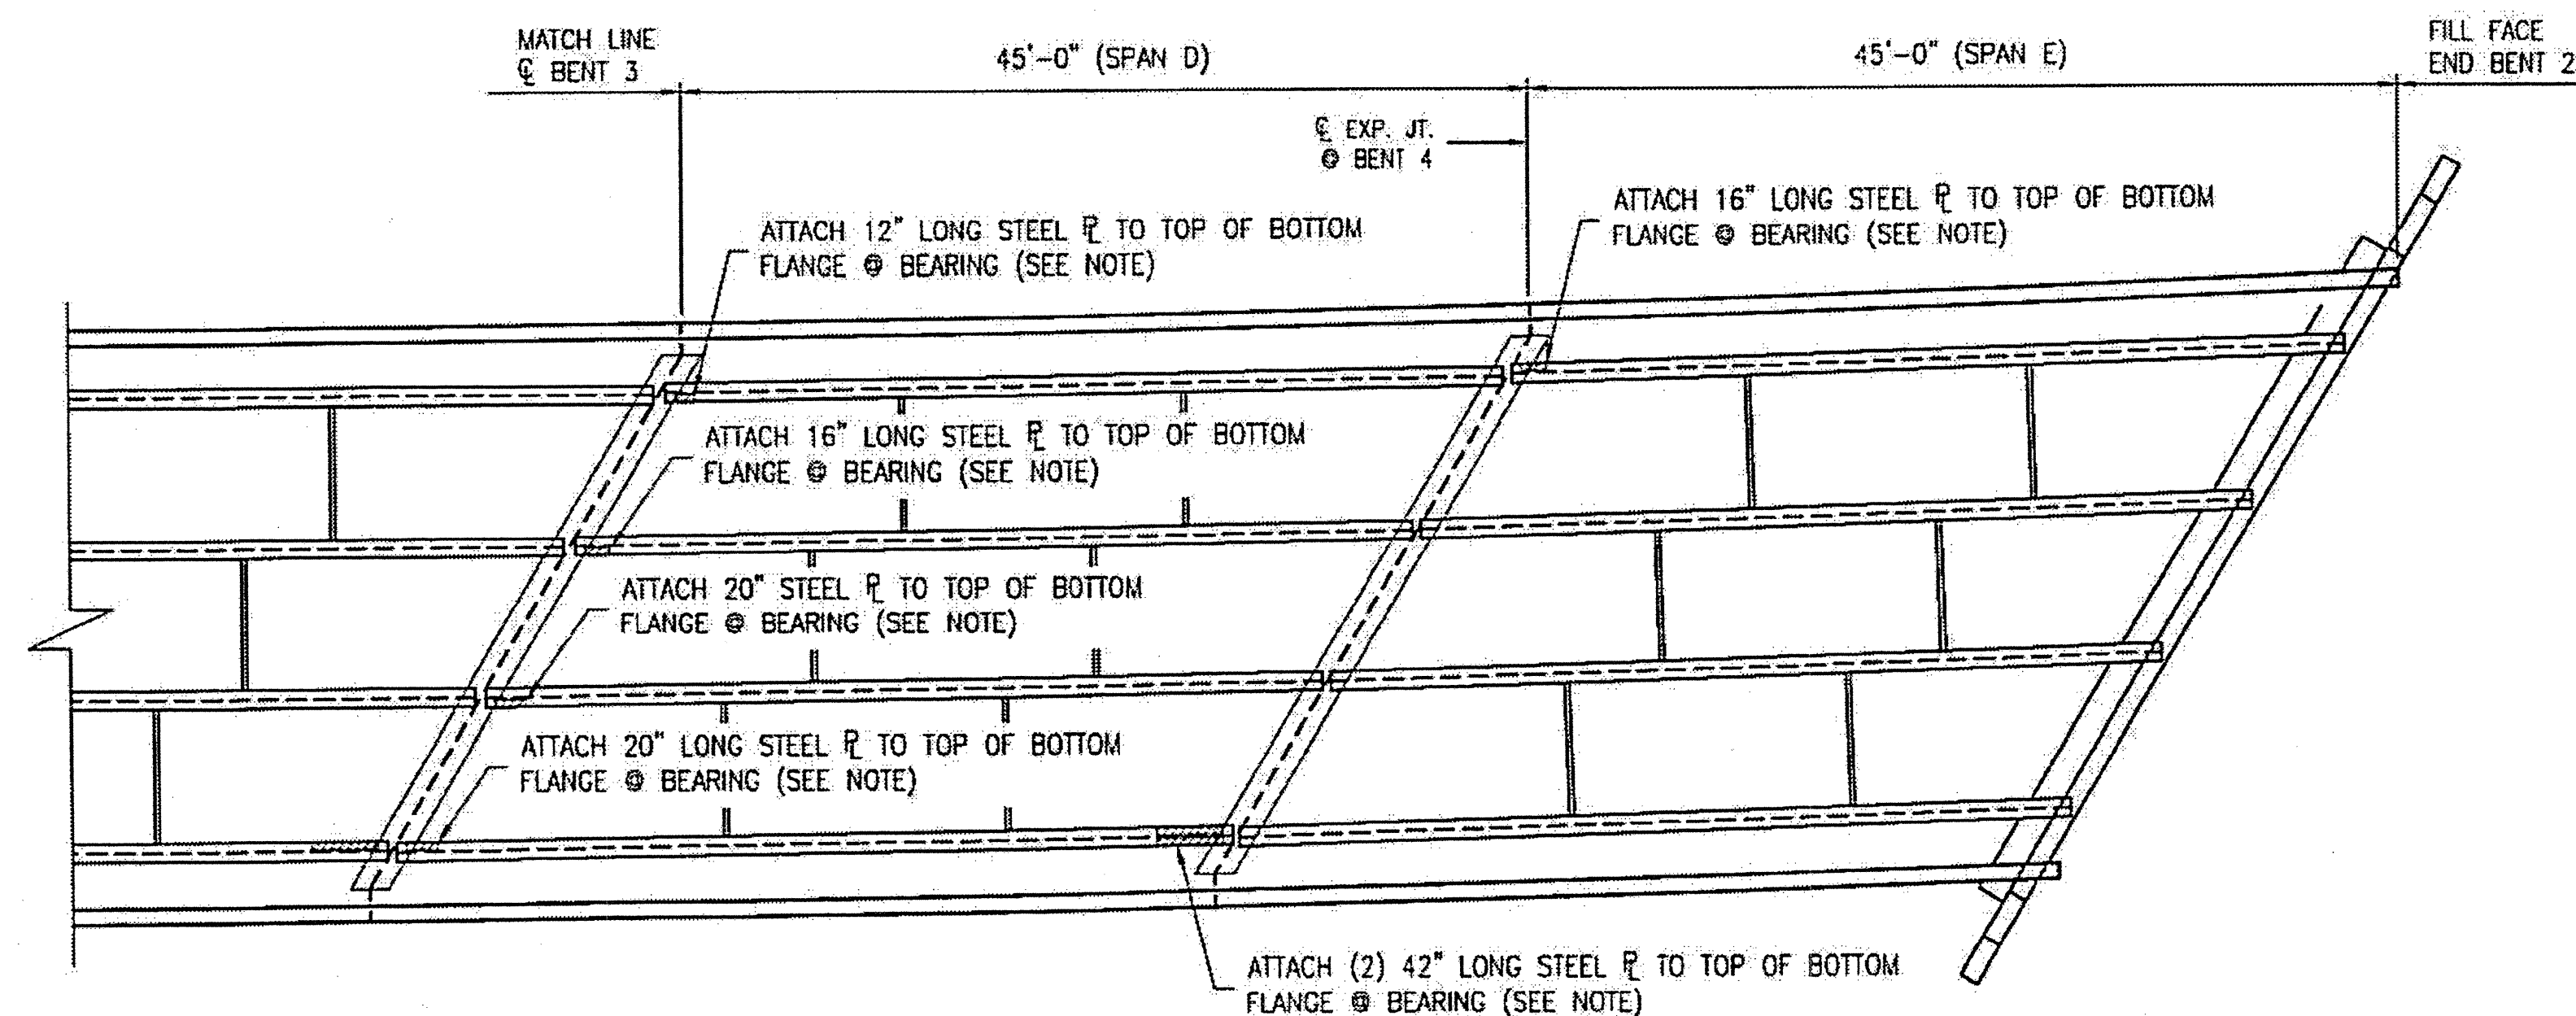 MATCH LINE
℄ BENT 3
45'-0" (SPAN D)
45'-0" (SPAN E)
FILL FACE
END BENT 2
℄ EXP. JT.
@ BENT 4
ATTACH 12" LONG STEEL ⅊ TO TOP OF BOTTOM
FLANGE @ BEARING (SEE NOTE)
ATTACH 16" LONG STEEL ⅊ TO TOP OF BOTTOM
FLANGE @ BEARING (SEE NOTE)
ATTACH 16" LONG STEEL ⅊ TO TOP OF BOTTOM
FLANGE @ BEARING (SEE NOTE)
ATTACH 20" STEEL ⅊ TO TOP OF BOTTOM
FLANGE @ BEARING (SEE NOTE)
ATTACH 20" LONG STEEL ⅊ TO TOP OF BOTTOM
FLANGE @ BEARING (SEE NOTE)
ATTACH (2) 42" LONG STEEL ⅊ TO TOP OF BOTTOM
FLANGE @ BEARING (SEE NOTE)